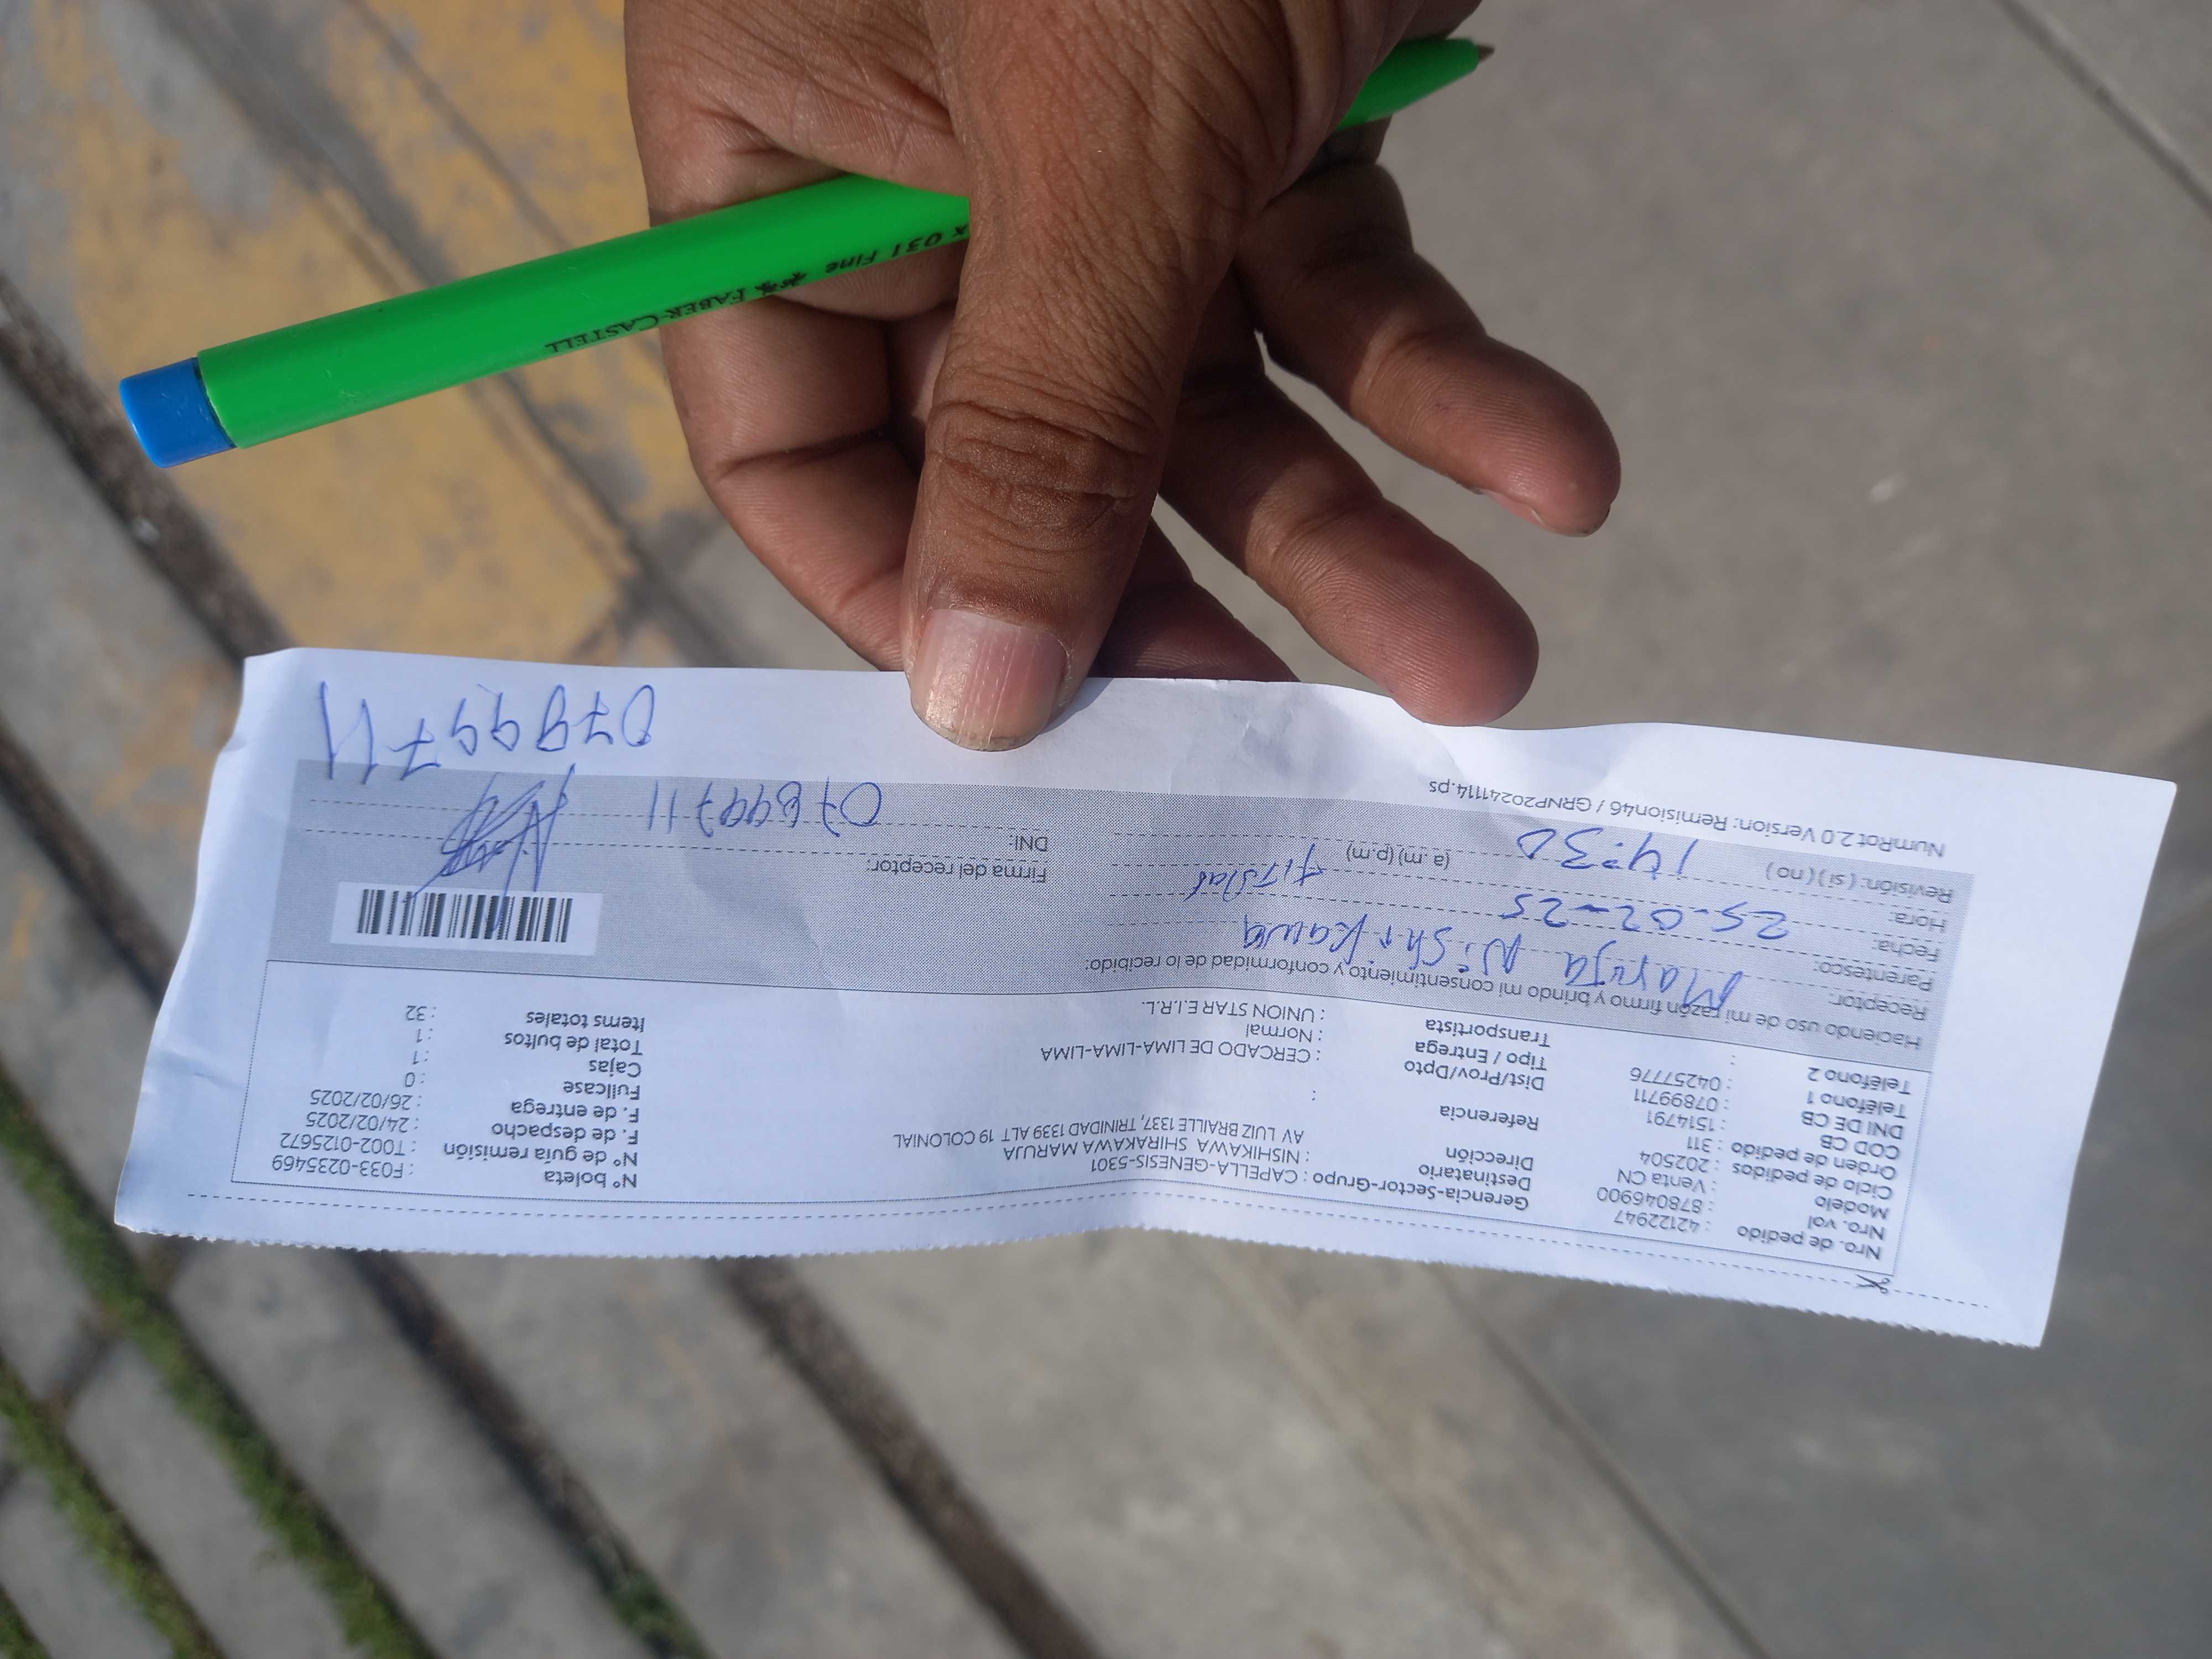 Nro. de pedido : 42122947
Nro. vol : 878046900
Modelo : Venta CN
Ciclo de pedidos : 202504
Orden de pedido : 311
COD CB : 1514791
DNI DE CB : 07899711
Teléfono 1 : 04257776
Teléfono 2 :
Gerencia-Sector-Grupo : CAPELLA-GENESIS-5301
Destinatario : NISHIKAWA SHIRAKAWA MARUJA
Dirección AV LUIZ BRAILLE 1337, TRINIDAD 1339 ALT 19 COLONIAL
Referencia :
Dist/Prov/Dpto : CERCADO DE LIMA-LIMA-LIMA
Tipo / Entrega : Normal
Transportista : UNION STAR E.I.R.L.
N° boleta : F033-0235469
N° de guía remisión : T002-0125672
F. de despacho : 24/02/2025
F. de entrega : 26/02/2025
Fullcase : 0
Cajas : 1
Total de bultos : 1
Items totales : 32
Haciendo uso de mi razón firmo y brindo mi consentimiento y conformidad de lo recibido:
Receptor: Maruja Nishikawa
Parentesco:
Fecha: 25-02-25
Hora: 14:30 (a.m) (p.m)
Revisión: ( si ) ( no )
Firma del receptor:
DNI: 07899711
07899711
NumRot 2.0 Version: Remision46 / GRNP20241114.ps
FABER-CASTELL
x 031 Fine